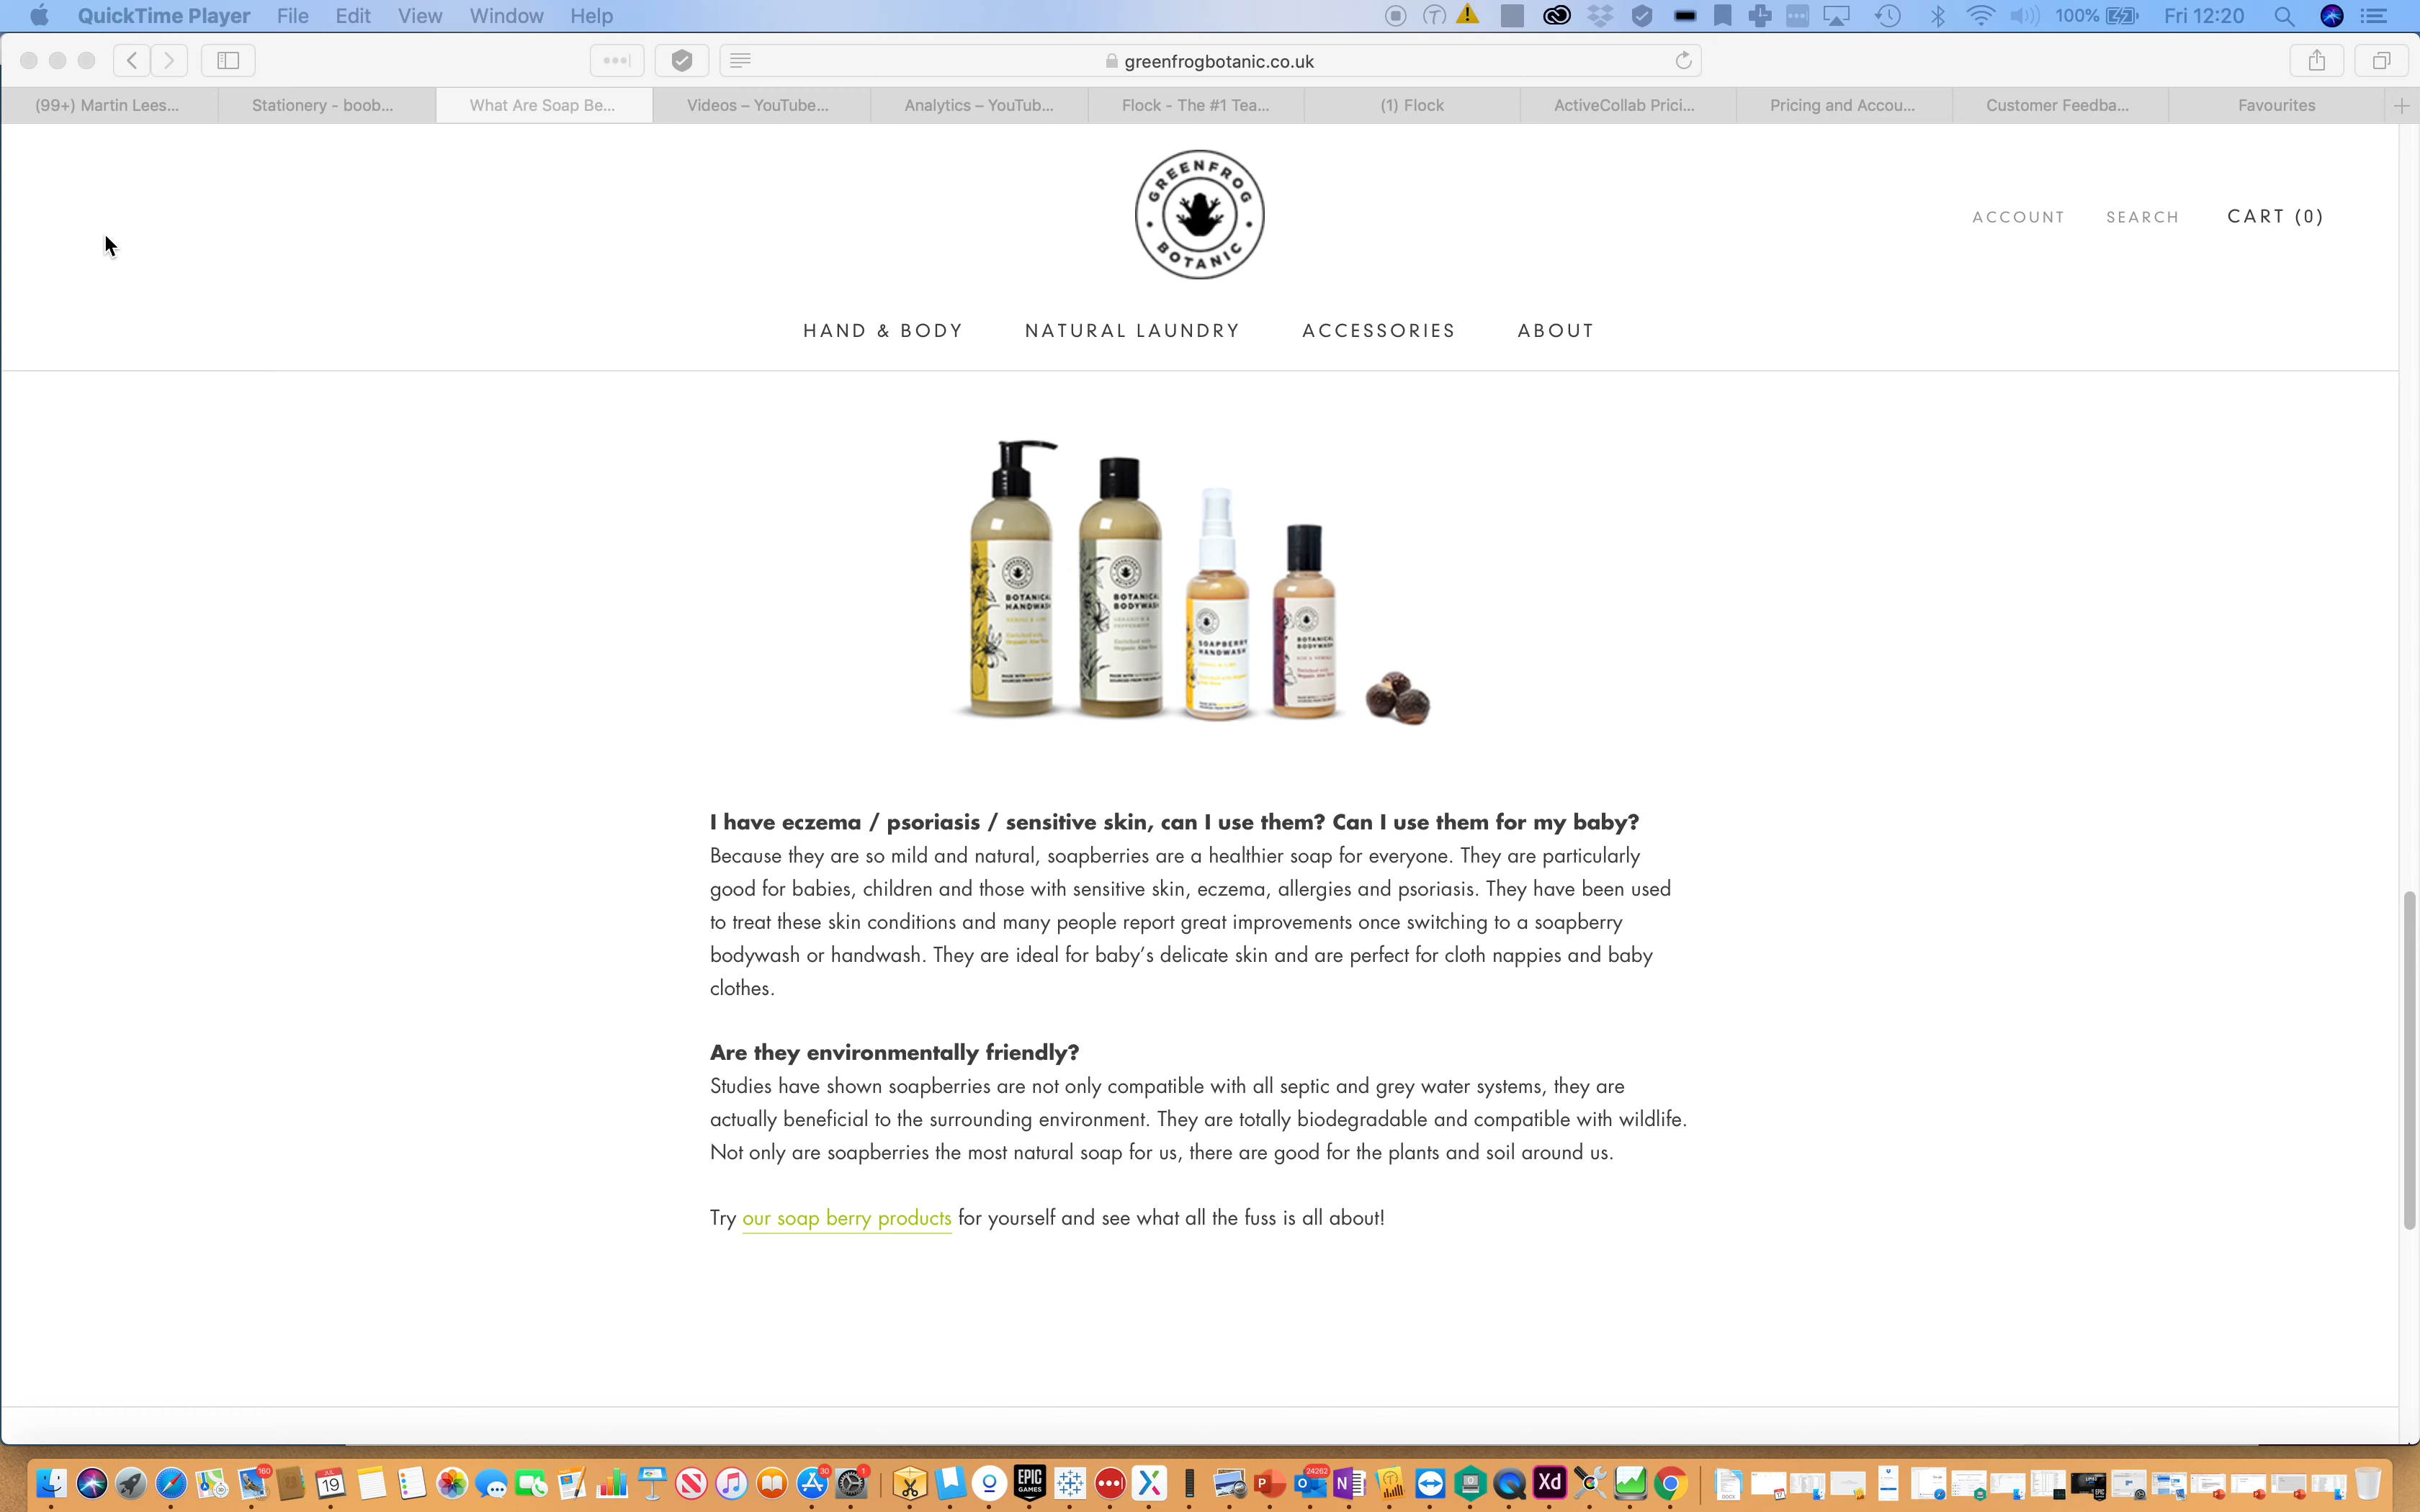 QuickTime Player File Edit View Window Help 100% Fri 12:20
greenfrogbotanic.co.uk
(99+) Martin Lees... Stationery - boob... What Are Soap Be... Videos – YouTube... Analytics – YouTub... Flock - The #1 Tea... (1) Flock ActiveCollab Prici... Pricing and Accou... Customer Feedba... Favourites
GREENFROG
BOTANIC
ACCOUNT SEARCH CART (0)
HAND & BODY NATURAL LAUNDRY ACCESSORIES ABOUT
BOTANICAL
HANDWASH
BOTANICAL
BODYWASH
SOAPBERRY
HANDWASH
BOTANICAL
BODYWASH
I have eczema / psoriasis / sensitive skin, can I use them? Can I use them for my baby?
Because they are so mild and natural, soapberries are a healthier soap for everyone. They are particularly
good for babies, children and those with sensitive skin, eczema, allergies and psoriasis. They have been used
to treat these skin conditions and many people report great improvements once switching to a soapberry
bodywash or handwash. They are ideal for baby's delicate skin and are perfect for cloth nappies and baby
clothes.
Are they environmentally friendly?
Studies have shown soapberries are not only compatible with all septic and grey water systems, they are
actually beneficial to the surrounding environment. They are totally biodegradable and compatible with wildlife.
Not only are soapberries the most natural soap for us, there are good for the plants and soil around us.
Try our soap berry products for yourself and see what all the fuss is all about!
160 JUL 19 30 1 EPIC GAMES 24262 Xd